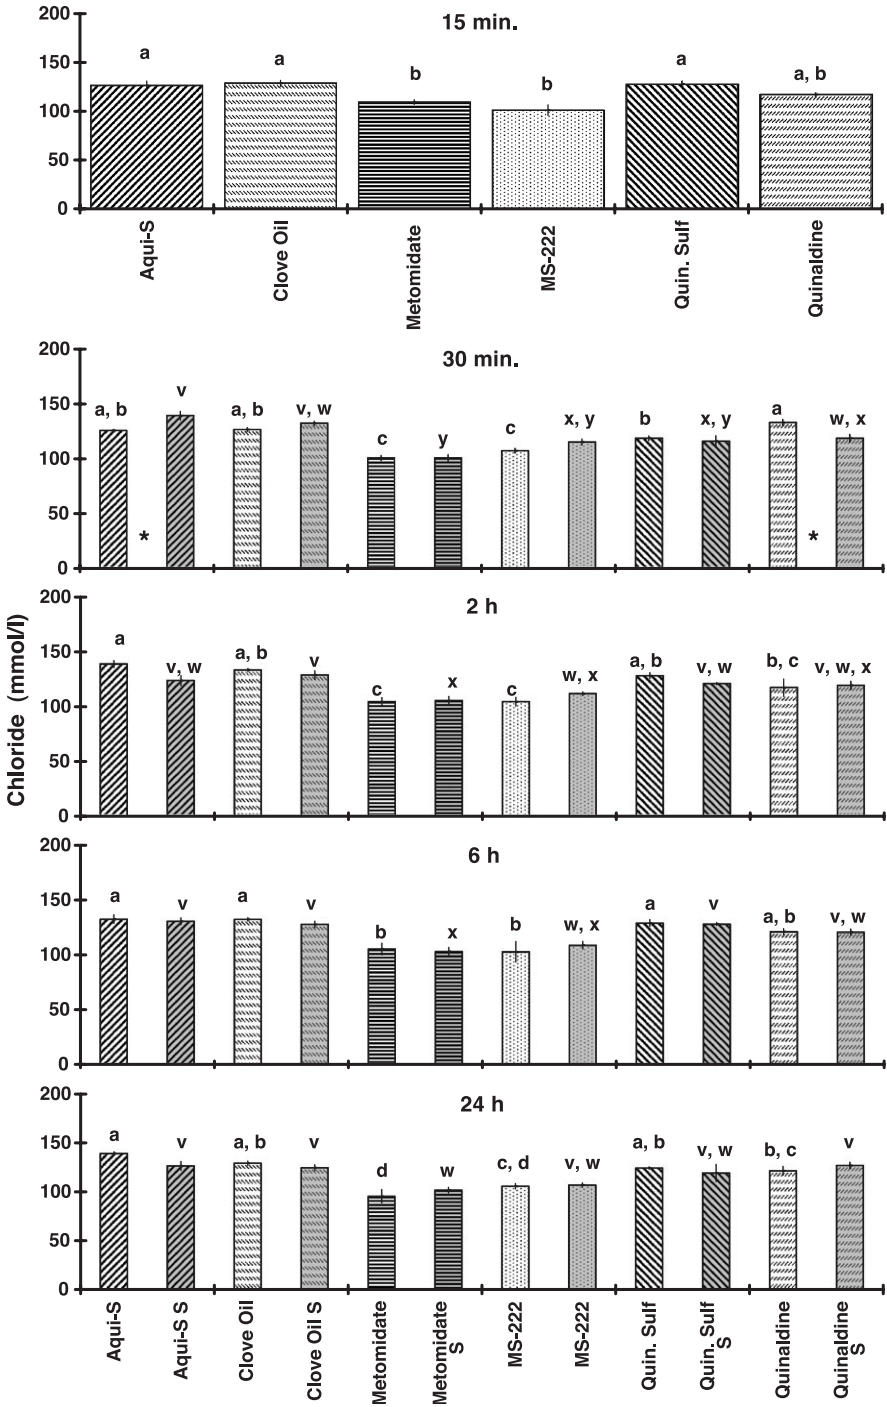 15 min.
200
150
100
50
0
a
a
b
b
a
a, b
Aqui-S
Clove Oil
Metomidate
MS-222
Quin. Sulf
Quinaldine
30 min.
200
150
100
50
0
a, b
v
a, b
v, w
c
y
c
x, y
b
x, y
a
w, x
*
*
Chloride (mmol/l)
2 h
200
150
100
50
0
a
v, w
a, b
v
c
x
c
w, x
a, b
v, w
b, c
v, w, x
6 h
200
150
100
50
0
a
v
a
v
b
x
b
w, x
a
v
a, b
v, w
24 h
200
150
100
50
0
a
v
a, b
v
d
w
c, d
v, w
a, b
v, w
b, c
v
Aqui-S
Aqui-S S
Clove Oil
Clove Oil S
Metomidate
Metomidate
S
MS-222
MS-222
Quin. Sulf
Quin. Sulf
S
Quinaldine
Quinaldine
S